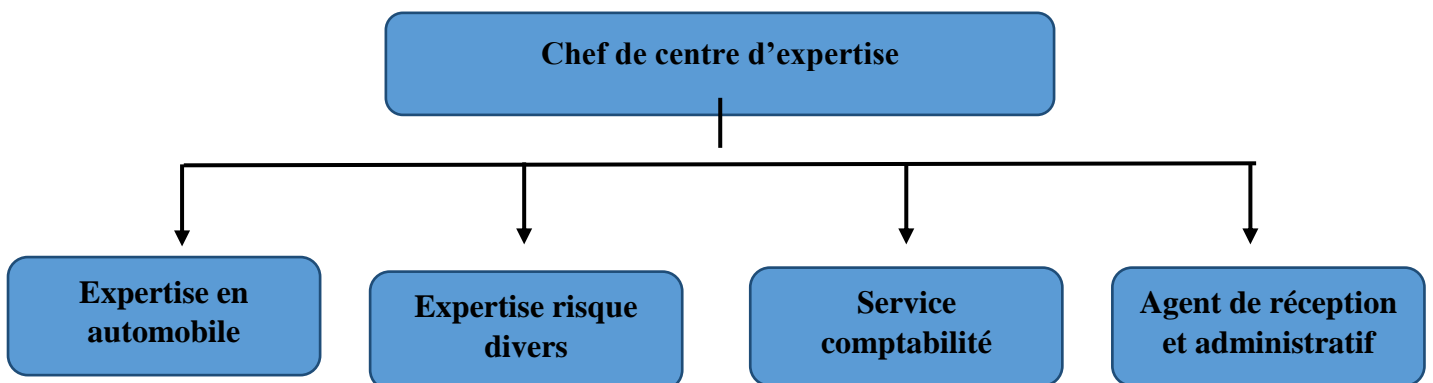 Chef de centre d’expertise
Expertise en
automobile
Expertise risque
divers
Service
comptabilité
Agent de réception
et administratif